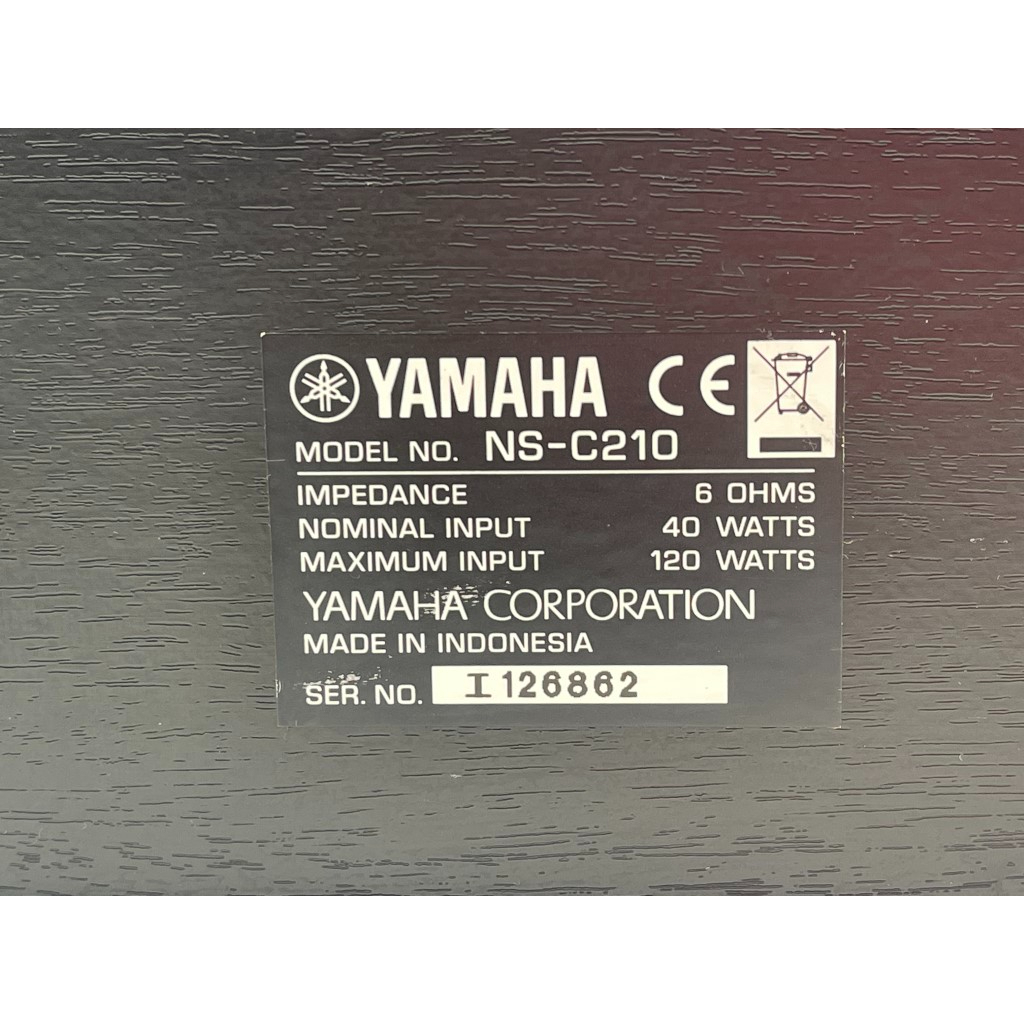 YAMAHA CE
MODEL NO. NS-C210
IMPEDANCE 6 OHMS
NOMINAL INPUT 40 WATTS
MAXIMUM INPUT 120 WATTS
YAMAHA CORPORATION
MADE IN INDONESIA
SER. NO. I126862